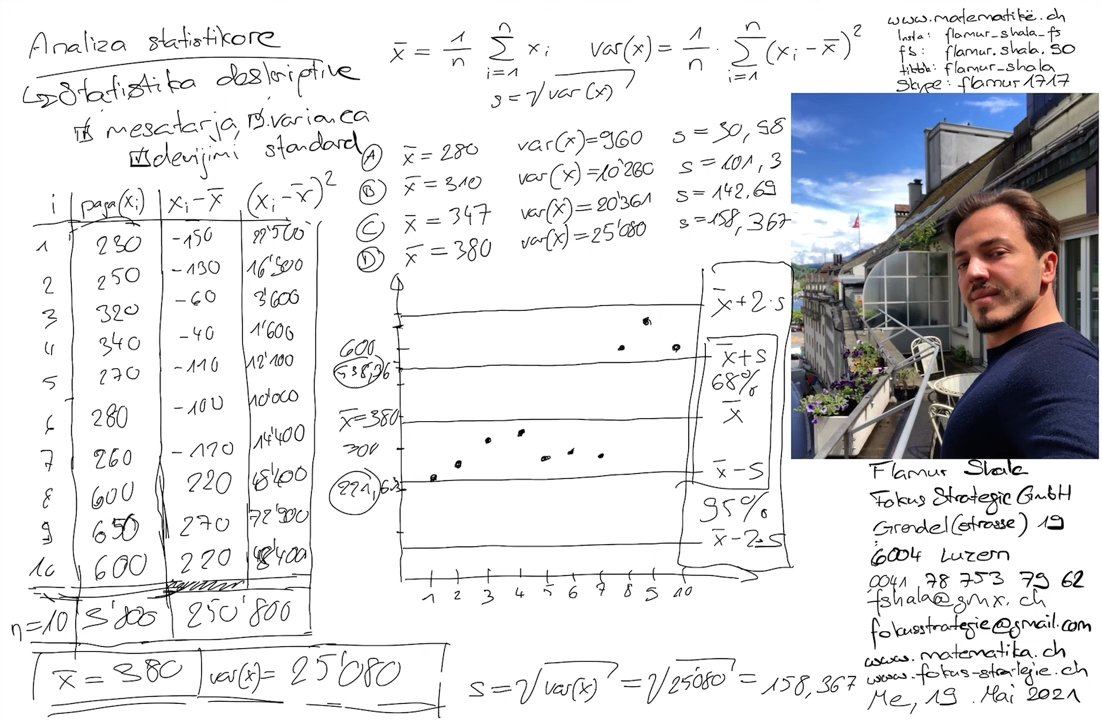 Analiza statistikore
↳ Statistika deskriptive
☑ mesatarja, ☑ varianca
☑ devijimi standard
x̄ = 1/n ∑ᵢ₌₁ⁿ xᵢ var(x) = 1/n · ∑ᵢ₌₁ⁿ (xᵢ - x̄)²
s = √var(x)
www.matematikë.ch
Insta: flamur_shala_fs
fs: flamur.shala.50
tiktok: flamur_shala
Skype: flamur1717
(A) x̄ = 280 var(x)=960 s = 30,98
(B) x̄ = 310 var(x)=10'260 s = 101,3
(C) x̄ = 347 var(x)=20'361 s = 142,69
(D) x̄ = 380 var(x)=25'080 s = 158,367
i paga(xᵢ) xᵢ - x̄ (xᵢ - x̄)²
1 230 -150 22'500
2 250 -130 16'900
3 320 -60 3'600
4 340 -40 1'600
5 270 -110 12'100
6 280 -100 10'000
7 260 -120 14'400
8 600 220 48'400
9 650 270 72'900
10 600 220 48'400
n=10 3'800 250'800
x̄ = 380 var(x)= 25'080
600
538,36
x̄=380
300
221,63
1 2 3 4 5 6 7 8 9 10
x̄+2·s
x̄+s
68%
x̄
x̄-s
95%
x̄-2·s
s = √var(x) = √25'080 = 158,367
Flamur Shala
Fokus Strategie GmbH
Grendel(strasse) 19
6004 Luzern
0041 78 753 79 62
fshala@gmx.ch
fokusstrategie@gmail.com
www.matematika.ch
www.fokus-stratgie.ch
Me, 19. Mai 2021